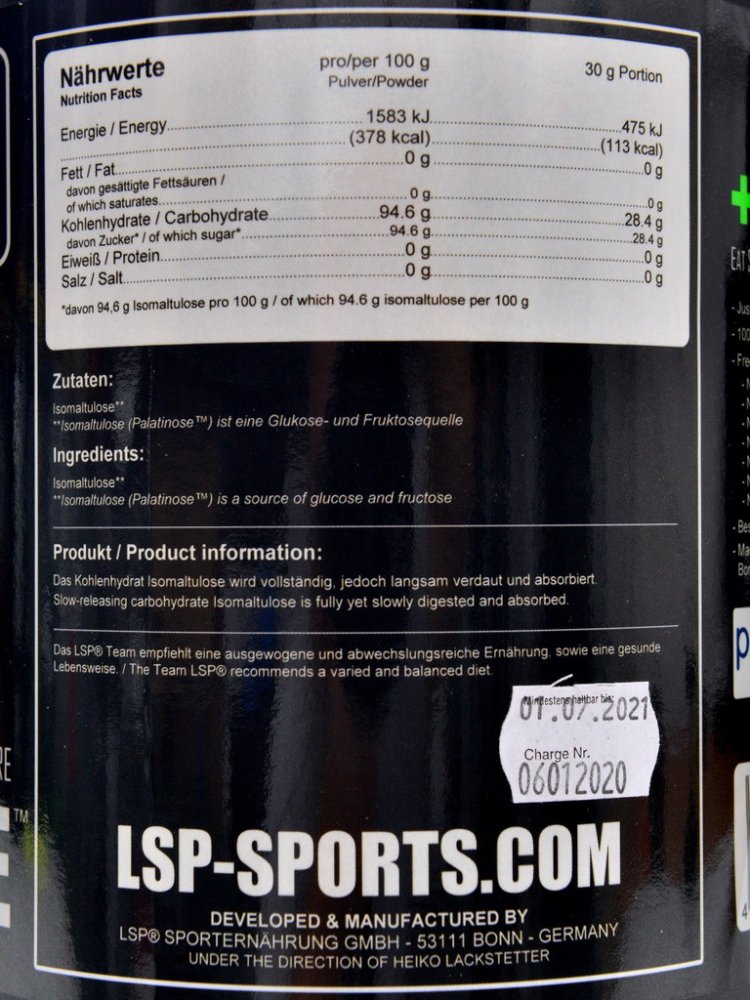 Nährwerte pro/per 100 g 30 g Portion
Nutrition Facts Pulver/Powder
Energie / Energy 1583 kJ 475 kJ
(378 kcal) (113 kcal)
Fett / Fat 0 g 0 g
davon gesättigte Fettsäuren /
of which saturates 0 g 0 g
Kohlenhydrate / Carbohydrate 94.6 g 28.4 g
davon Zucker* / of which sugar* 94.6 g 28.4 g
Eiweiß / Protein 0 g 0 g
Salz / Salt 0 g 0 g
*davon 94,6 g Isomaltulose pro 100 g / of which 94.6 g isomaltulose per 100 g
Zutaten:
Isomaltulose**
**Isomaltulose (Palatinose™) ist eine Glukose- und Fruktosequelle
Ingredients:
Isomaltulose**
**Isomaltulose (Palatinose™) is a source of glucose and fructose
Produkt / Product information:
Das Kohlenhydrat Isomaltulose wird vollständig, jedoch langsam verdaut und absorbiert.
Slow-releasing carbohydrate Isomaltulose is fully yet slowly digested and absorbed.
Das LSP® Team empfiehlt eine ausgewogene und abwechslungsreiche Ernährung, sowie eine gesunde
Lebensweise. / The Team LSP® recommends a varied and balanced diet.
Mindestens haltbar bis:
01.07.2021
Charge Nr.
06012020
LSP-SPORTS.COM
DEVELOPED & MANUFACTURED BY
LSP® SPORTERNÄHRUNG GMBH - 53111 BONN - GERMANY
UNDER THE DIRECTION OF HEIKO LACKSTETTER